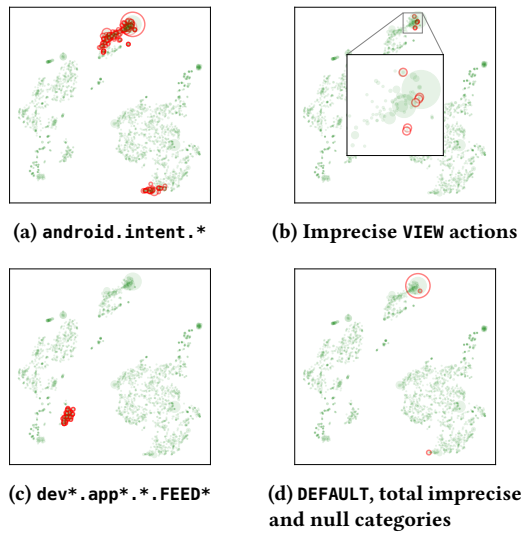 (a) android.intent.*
(b) Imprecise VIEW actions
(c) dev*.app*.*.FEED*
(d) DEFAULT, total imprecise
and null categories